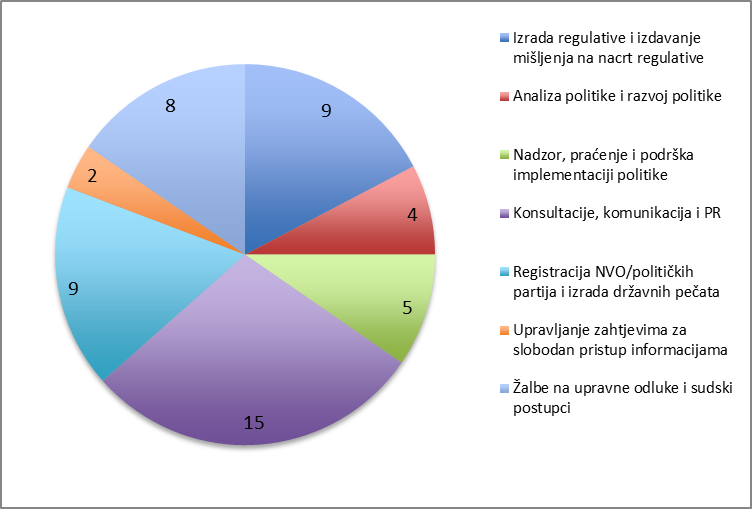 9
4
5
15
9
2
8
Izrada regulative i izdavanje
mišljenja na nacrt regulative
Analiza politike i razvoj politike
Nadzor, praćenje i podrška
implementaciji politike
Konsultacije, komunikacija i PR
Registracija NVO/političkih
partija i izrada državnih pečata
Upravljanje zahtjevima za
slobodan pristup informacijama
Žalbe na upravne odluke i sudski
postupci